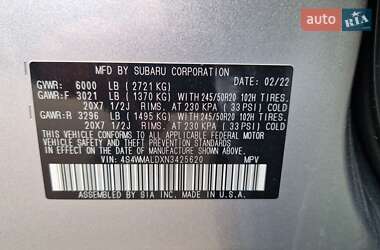 auto RIA
MFD BY SUBARU CORPORATION
GVWR: 6000 LB (2721 KG) DATE: 02/22
GAWR:F 3021 LB (1370 KG) WITH 245/50R20 102H TIRES.
20X7 1/2J RIMS. AT 230 KPA ( 33 PSI) COLD
GAWR:R 3296 LB (1495 KG) WITH 245/50R20 102H TIRES.
20X7 1/2J RIMS. AT 230 KPA ( 33 PSI) COLD
THIS VEHICLE CONFORMS TO ALL APPLICABLE FEDERAL MOTOR
VEHICLE SAFETY AND THEFT PREVENTION STANDARDS IN EFFECT
ON THE DATE OF MANUFACTURE SHOWN ABOVE.
VIN: 4S4WMALDXN3425620 MPV
ASSEMBLED BY SIA INC. MADE IN U.S.A.